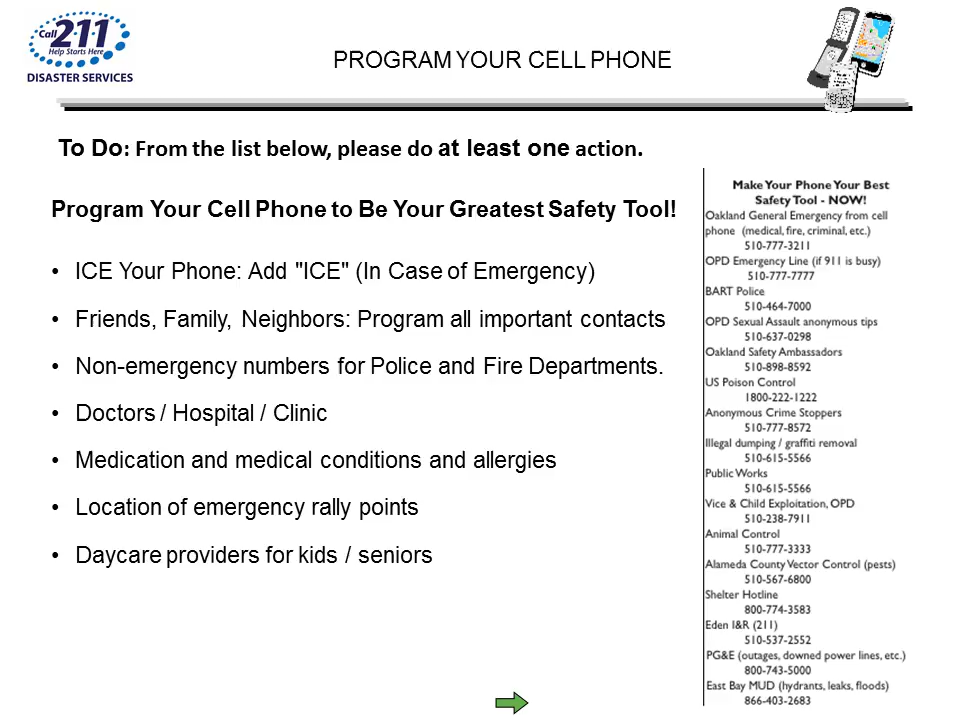 Call
211
Help Starts Here
DISASTER SERVICES
PROGRAM YOUR CELL PHONE
To Do: From the list below, please do at least one action.
Program Your Cell Phone to Be Your Greatest Safety Tool!
• ICE Your Phone: Add "ICE" (In Case of Emergency)
• Friends, Family, Neighbors: Program all important contacts
• Non-emergency numbers for Police and Fire Departments.
• Doctors / Hospital / Clinic
• Medication and medical conditions and allergies
• Location of emergency rally points
• Daycare providers for kids / seniors
Make Your Phone Your Best
Safety Tool - NOW!
Oakland General Emergency from cell
phone (medical, fire, criminal, etc.)
510-777-3211
OPD Emergency Line (if 911 is busy)
510-777-7777
BART Police
510-464-7000
OPD Sexual Assault anonymous tips
510-637-0298
Oakland Safety Ambassadors
510-898-8592
US Poison Control
1800-222-1222
Anonymous Crime Stoppers
510-777-8572
Illegal dumping / graffiti removal
510-615-5566
Public Works
510-615-5566
Vice & Child Exploitation, OPD
510-238-7911
Animal Control
510-777-3333
Alameda County Vector Control (pests)
510-567-6800
Shelter Hotline
800-774-3583
Eden I&R (211)
510-537-2552
PG&E (outages, downed power lines, etc.)
800-743-5000
East Bay MUD (hydrants, leaks, floods)
866-403-2683